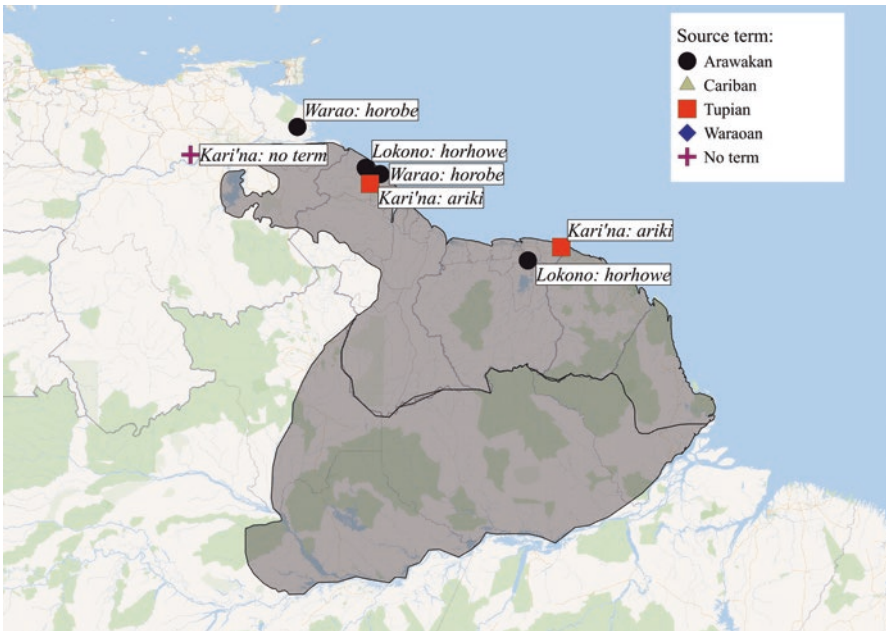 Source term:
Arawakan
Cariban
Tupian
Waraoan
No term
Warao: horobe
Kari'na: no term
Lokono: horhowe
Warao: horobe
Kari'na: ariki
Kari'na: ariki
Lokono: horhowe